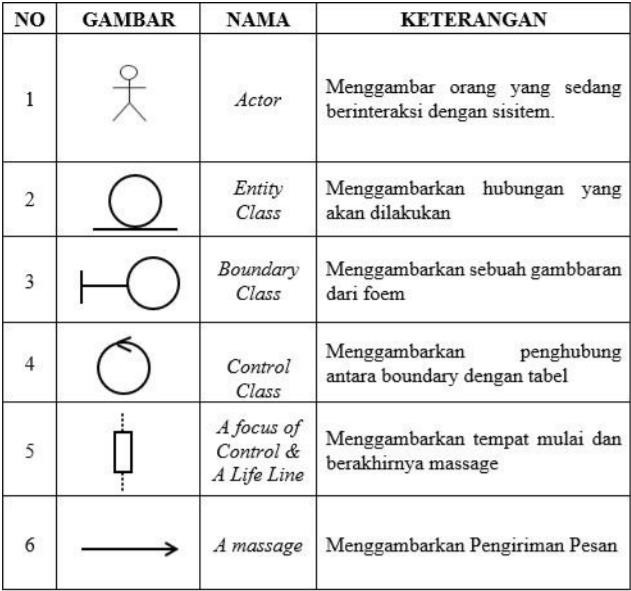 NO GAMBAR NAMA KETERANGAN
1 Actor Menggambar orang yang sedang
berinteraksi dengan sisitem.
2 Entity Menggambarkan hubungan yang
Class akan dilakukan
3 Boundary Menggambarkan sebuah gambbaran
Class dari foem
4 Control Menggambarkan penghubung
Class antara boundary dengan tabel
5 A focus of
Control &
A Life Line
Menggambarkan tempat mulai dan
berakhirnya massage
6 A massage Menggambarkan Pengiriman Pesan